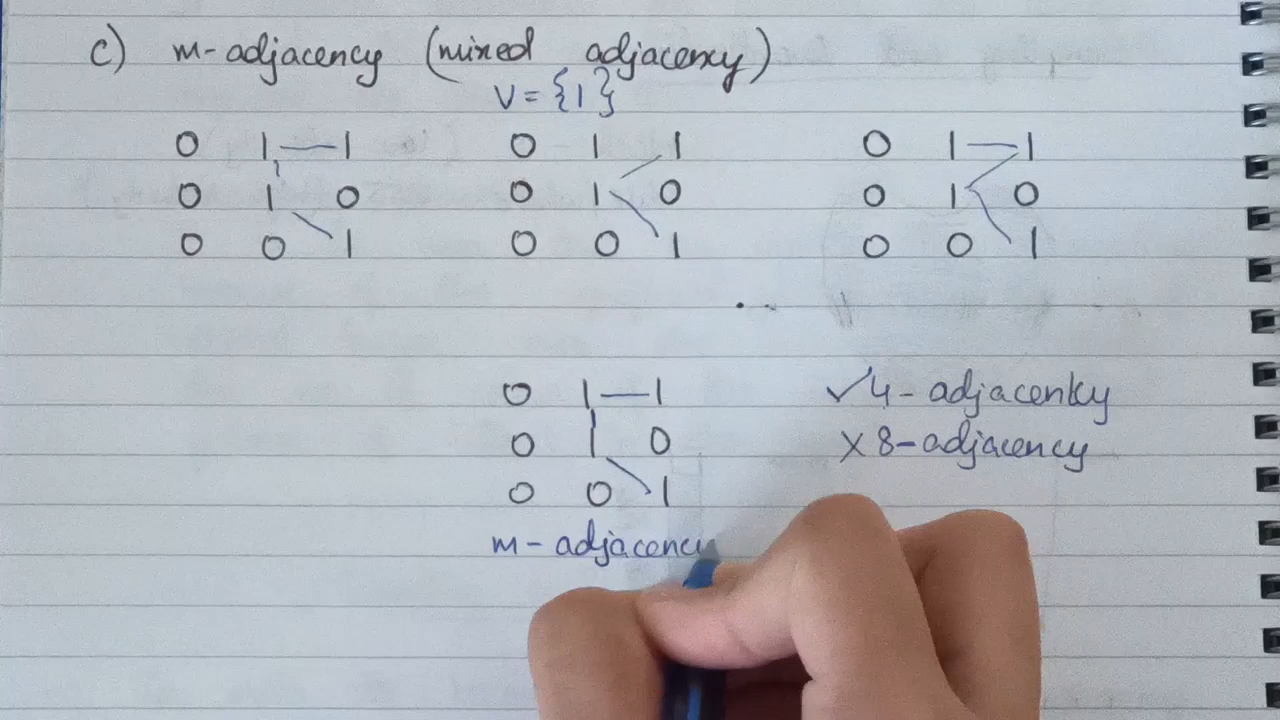 c) m-adjacency (mixed adjacency)
V = {1}
0 1 1 0 1 1 0 1 1
0 1 0 0 1 0 0 1 0
0 0 1 0 0 1 0 0 1
0 1 1 ✓4-adjacenky
0 1 0 ×8-adjacency
0 0 1
m-adjacency